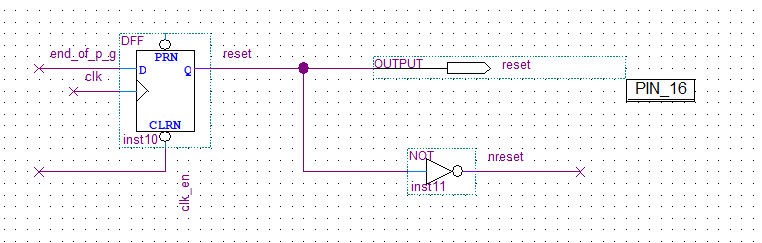 DFF
end_of_p_g
PRN
reset
OUTPUT
reset
D
Q
clk
PIN_16
CLRN
inst10
NOT
nreset
clk_en
inst11